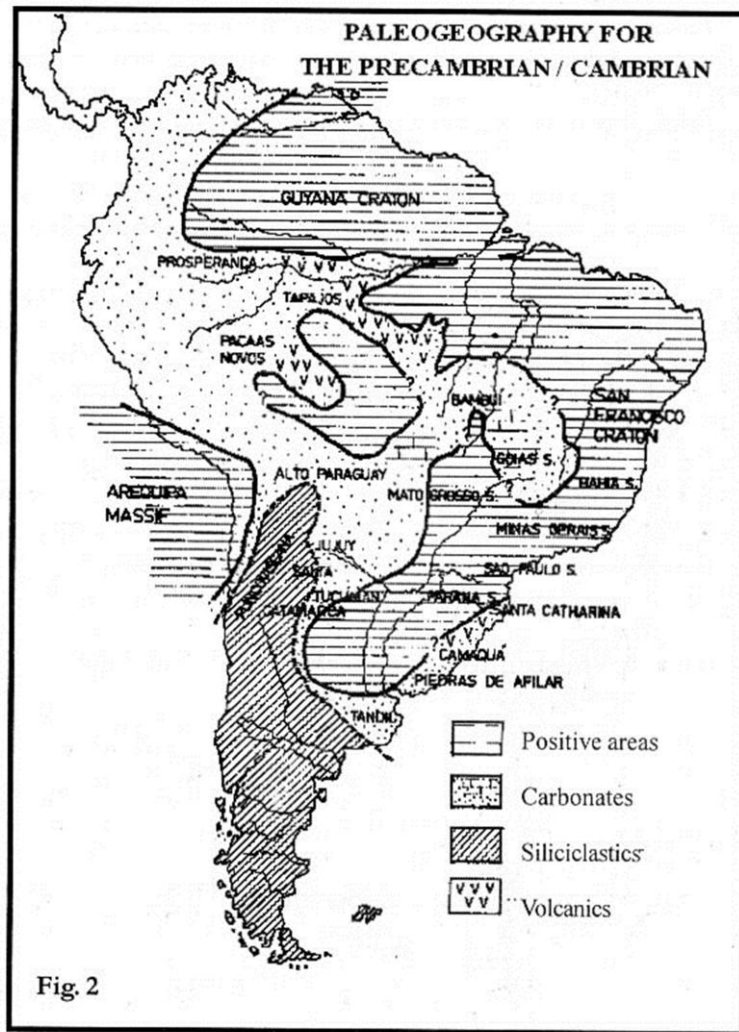 PALEOGEOGRAPHY FOR
THE PRECAMBRIAN / CAMBRIAN
GUYANA CRATON
PROSPERANCA
TAPAJOS
PACAAS
NOVOS
BAMBUI
SAN
FRANCISCO
CRATON
GOIAS S.
BAHIA S.
ALTO PARAGUAY
MATO GROSSO S.
AREQUIPA
MASSIF
MINAS GERAIS S.
JUJUY
SALTA
SAO PAULO S.
TUCUMAN
PARANA S.
CATAMARCA
SANTA CATHARINA
CAMAQUA
PIEDRAS DE AFILAR
TANDIL
Positive areas
Carbonates
Siliciclastics
Volcanics
Fig. 2